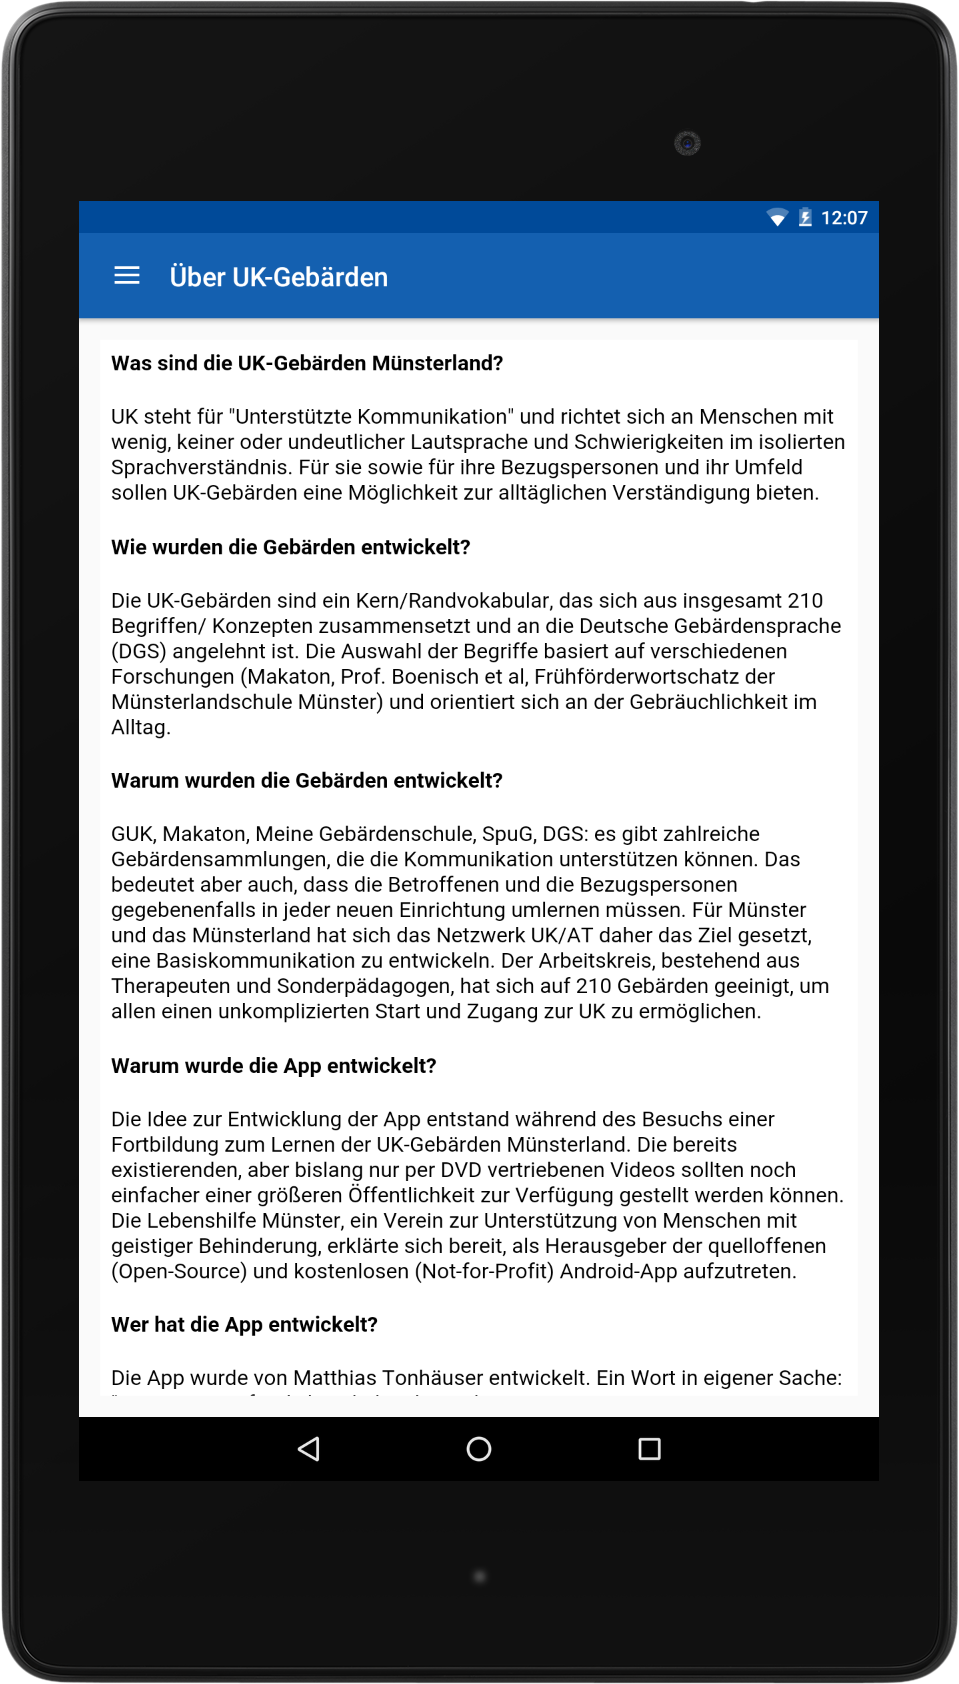 12:07
Über UK-Gebärden
Was sind die UK-Gebärden Münsterland?
UK steht für "Unterstützte Kommunikation" und richtet sich an Menschen mit
wenig, keiner oder undeutlicher Lautsprache und Schwierigkeiten im isolierten
Sprachverständnis. Für sie sowie für ihre Bezugspersonen und ihr Umfeld
sollen UK-Gebärden eine Möglichkeit zur alltäglichen Verständigung bieten.
Wie wurden die Gebärden entwickelt?
Die UK-Gebärden sind ein Kern/Randvokabular, das sich aus insgesamt 210
Begriffen/ Konzepten zusammensetzt und an die Deutsche Gebärdensprache
(DGS) angelehnt ist. Die Auswahl der Begriffe basiert auf verschiedenen
Forschungen (Makaton, Prof. Boenisch et al, Frühförderwortschatz der
Münsterlandschule Münster) und orientiert sich an der Gebräuchlichkeit im
Alltag.
Warum wurden die Gebärden entwickelt?
GUK, Makaton, Meine Gebärdenschule, SpuG, DGS: es gibt zahlreiche
Gebärdensammlungen, die die Kommunikation unterstützen können. Das
bedeutet aber auch, dass die Betroffenen und die Bezugspersonen
gegebenenfalls in jeder neuen Einrichtung umlernen müssen. Für Münster
und das Münsterland hat sich das Netzwerk UK/AT daher das Ziel gesetzt,
eine Basiskommunikation zu entwickeln. Der Arbeitskreis, bestehend aus
Therapeuten und Sonderpädagogen, hat sich auf 210 Gebärden geeinigt, um
allen einen unkomplizierten Start und Zugang zur UK zu ermöglichen.
Warum wurde die App entwickelt?
Die Idee zur Entwicklung der App entstand während des Besuchs einer
Fortbildung zum Lernen der UK-Gebärden Münsterland. Die bereits
existierenden, aber bislang nur per DVD vertriebenen Videos sollten noch
einfacher einer größeren Öffentlichkeit zur Verfügung gestellt werden können.
Die Lebenshilfe Münster, ein Verein zur Unterstützung von Menschen mit
geistiger Behinderung, erklärte sich bereit, als Herausgeber der quelloffenen
(Open-Source) und kostenlosen (Not-for-Profit) Android-App aufzutreten.
Wer hat die App entwickelt?
Die App wurde von Matthias Tonhäuser entwickelt. Ein Wort in eigener Sache: